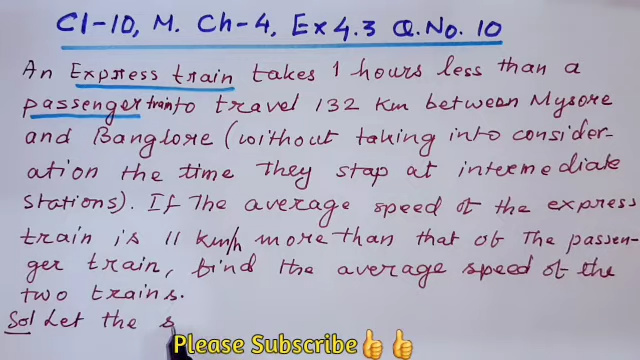 Cl-10, M. Ch-4, Ex 4.3 Q.No. 10
An Express train takes 1 hours less than a
passenger train to travel 132 km between Mysore
and Banglore (without taking into consider-
ation the time they stop at intermediate
stations). If the average speed of the express
train is 11 km/h more than that of the passen-
ger train, find the average speed of the
two trains.
Sol Let the s
Please Subscribe👍👍